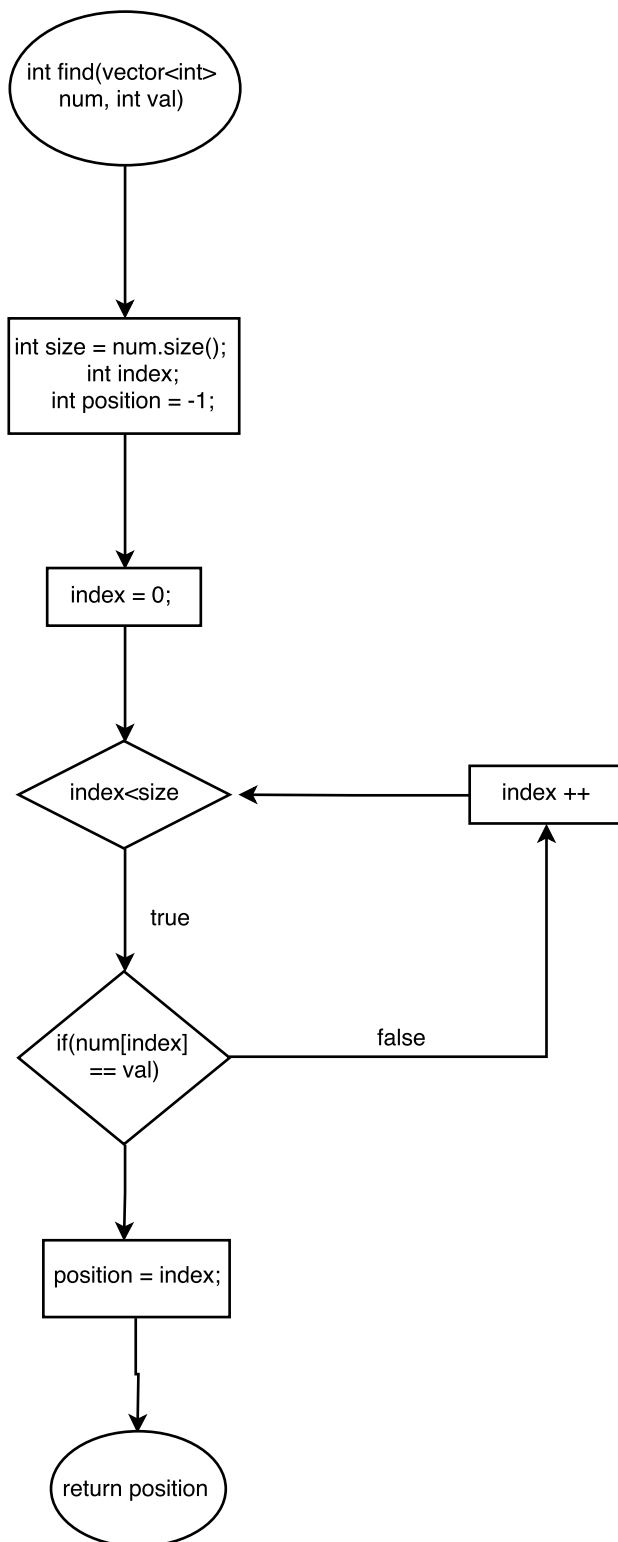 int find(vector<int>
num, int val)
int size = num.size();
int index;
int position = -1;
index = 0;
index<size
index ++
true
if(num[index]
== val)
false
position = index;
return position